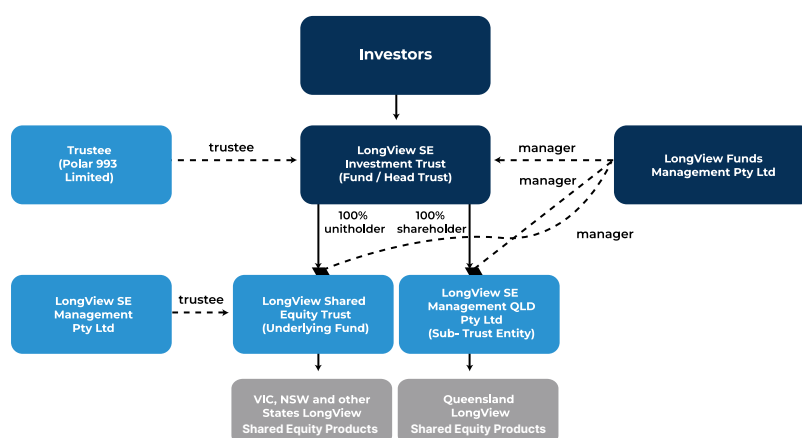 Investors
Trustee
(Polar 993
Limited)
trustee
LongView SE
Investment Trust
(Fund / Head Trust)
manager
manager
LongView Funds
Management Pty Ltd
100%
unitholder
100%
shareholder
manager
LongView SE
Management
Pty Ltd
trustee
LongView Shared
Equity Trust
(Underlying Fund)
LongView SE
Management QLD
Pty Ltd
(Sub- Trust Entity)
VIC, NSW and other
States LongView
Shared Equity Products
Queensland
LongView
Shared Equity Products